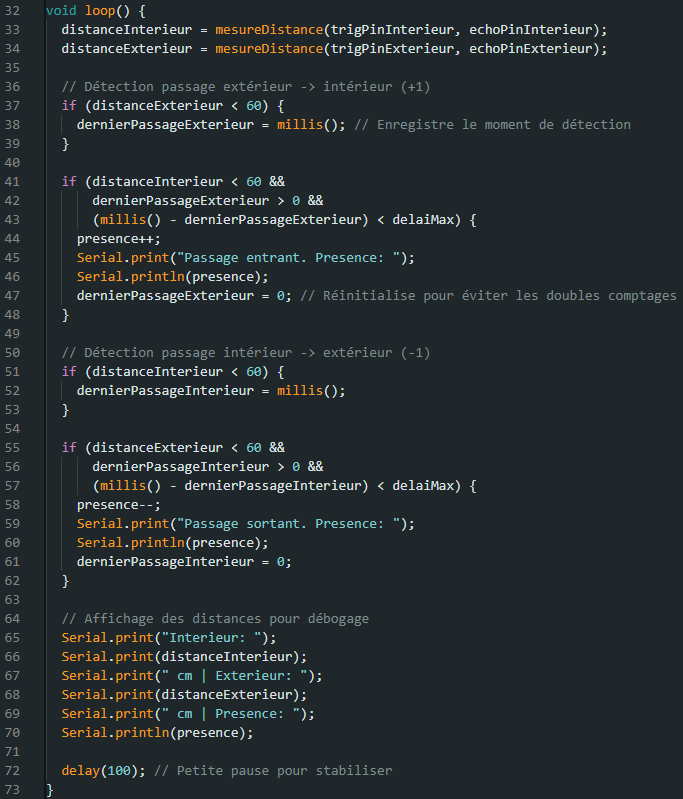 32 void loop() {
33   distanceInterieur = mesureDistance(trigPinInterieur, echoPinInterieur);
34   distanceExterieur = mesureDistance(trigPinExterieur, echoPinExterieur);
35
36   // Détection passage extérieur -> intérieur (+1)
37   if (distanceExterieur < 60) {
38     dernierPassageExterieur = millis(); // Enregistre le moment de détection
39   }
40
41   if (distanceInterieur < 60 &&
42       dernierPassageExterieur > 0 &&
43       (millis() - dernierPassageExterieur) < delaiMax) {
44     presence++;
45     Serial.print("Passage entrant. Presence: ");
46     Serial.println(presence);
47     dernierPassageExterieur = 0; // Réinitialise pour éviter les doubles comptages
48   }
49
50   // Détection passage intérieur -> extérieur (-1)
51   if (distanceInterieur < 60) {
52     dernierPassageInterieur = millis();
53   }
54
55   if (distanceExterieur < 60 &&
56       dernierPassageInterieur > 0 &&
57       (millis() - dernierPassageInterieur) < delaiMax) {
58     presence--;
59     Serial.print("Passage sortant. Presence: ");
60     Serial.println(presence);
61     dernierPassageInterieur = 0;
62   }
63
64   // Affichage des distances pour débogage
65   Serial.print("Interieur: ");
66   Serial.print(distanceInterieur);
67   Serial.print(" cm | Exterieur: ");
68   Serial.print(distanceExterieur);
69   Serial.print(" cm | Presence: ");
70   Serial.println(presence);
71
72   delay(100); // Petite pause pour stabiliser
73 }